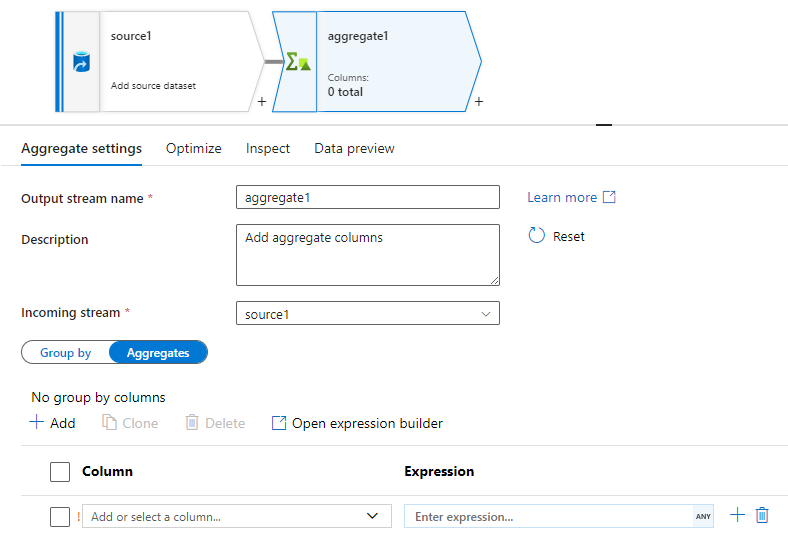 source1
Add source dataset
+
aggregate1
Columns:
0 total
+
Aggregate settings
Optimize
Inspect
Data preview
Output stream name *
aggregate1
Learn more
Description
Add aggregate columns
Reset
Incoming stream *
source1
Group by
Aggregates
No group by columns
+ Add
Clone
Delete
Open expression builder
Column
Expression
! Add or select a column...
Enter expression...
ANY
+